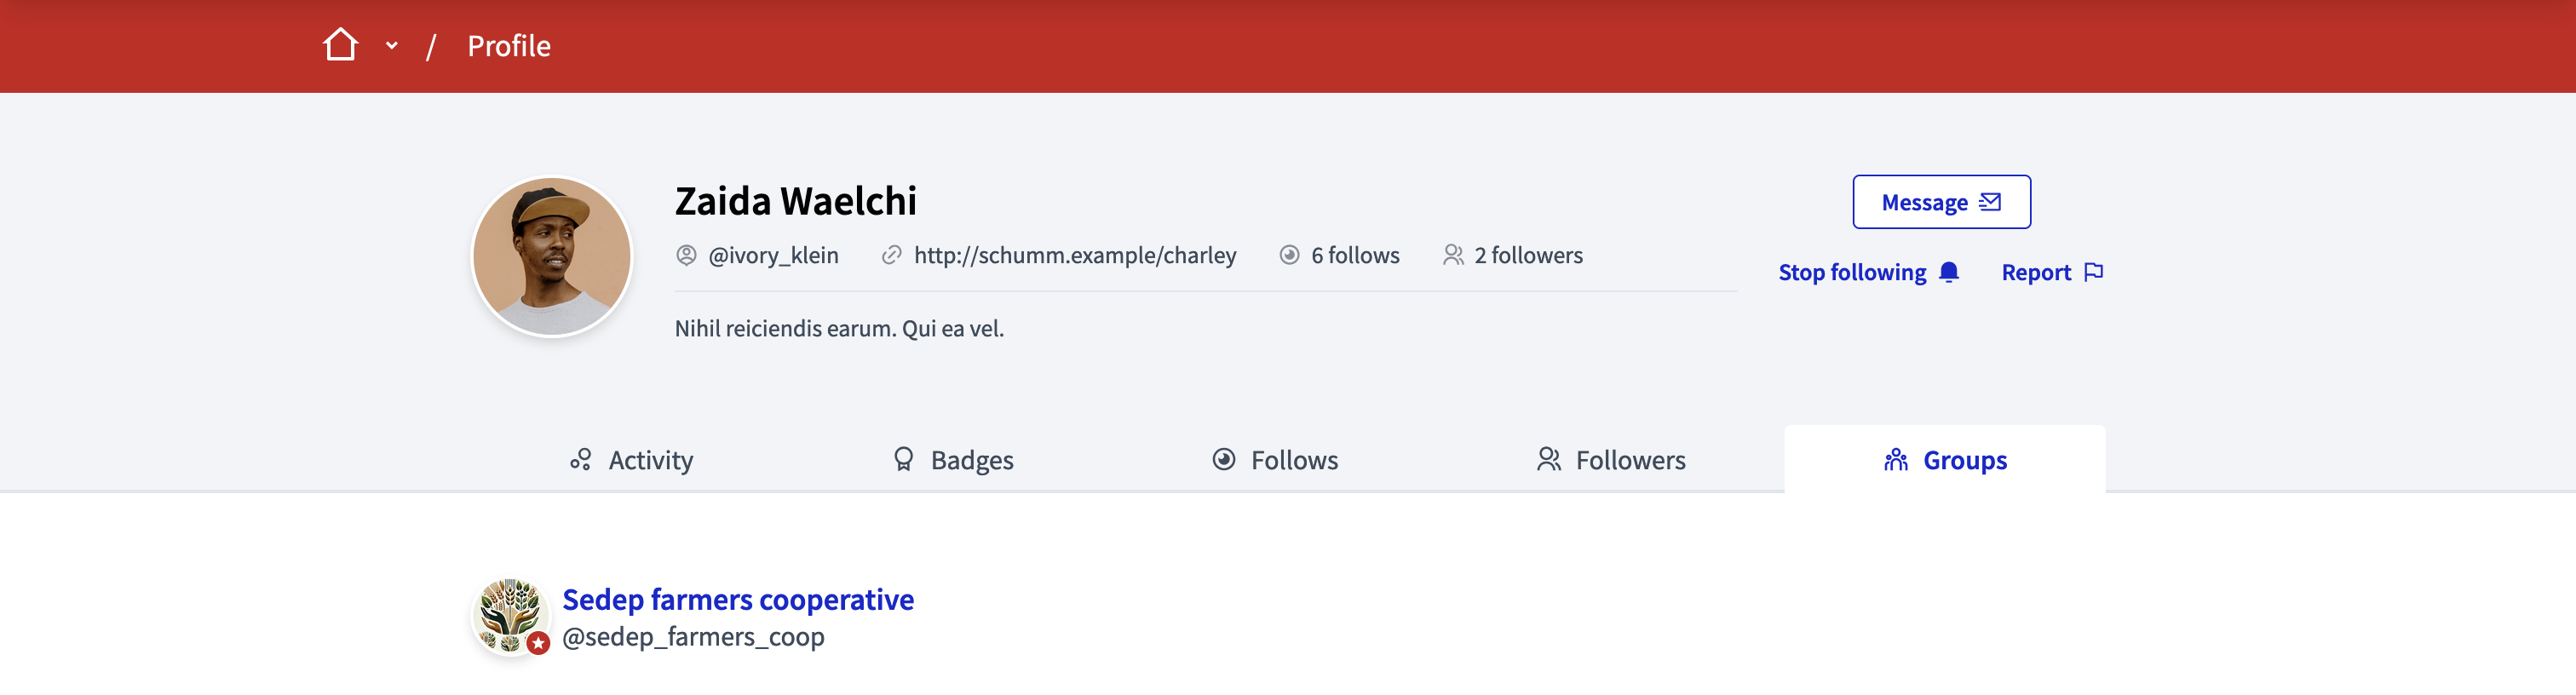 / Profile
Zaida Waelchi
@ivory_klein http://schumm.example/charley 6 follows 2 followers
Nihil reiciendis earum. Qui ea vel.
Message
Stop following Report
Activity Badges Follows Followers Groups
Sedep farmers cooperative
@sedep_farmers_coop